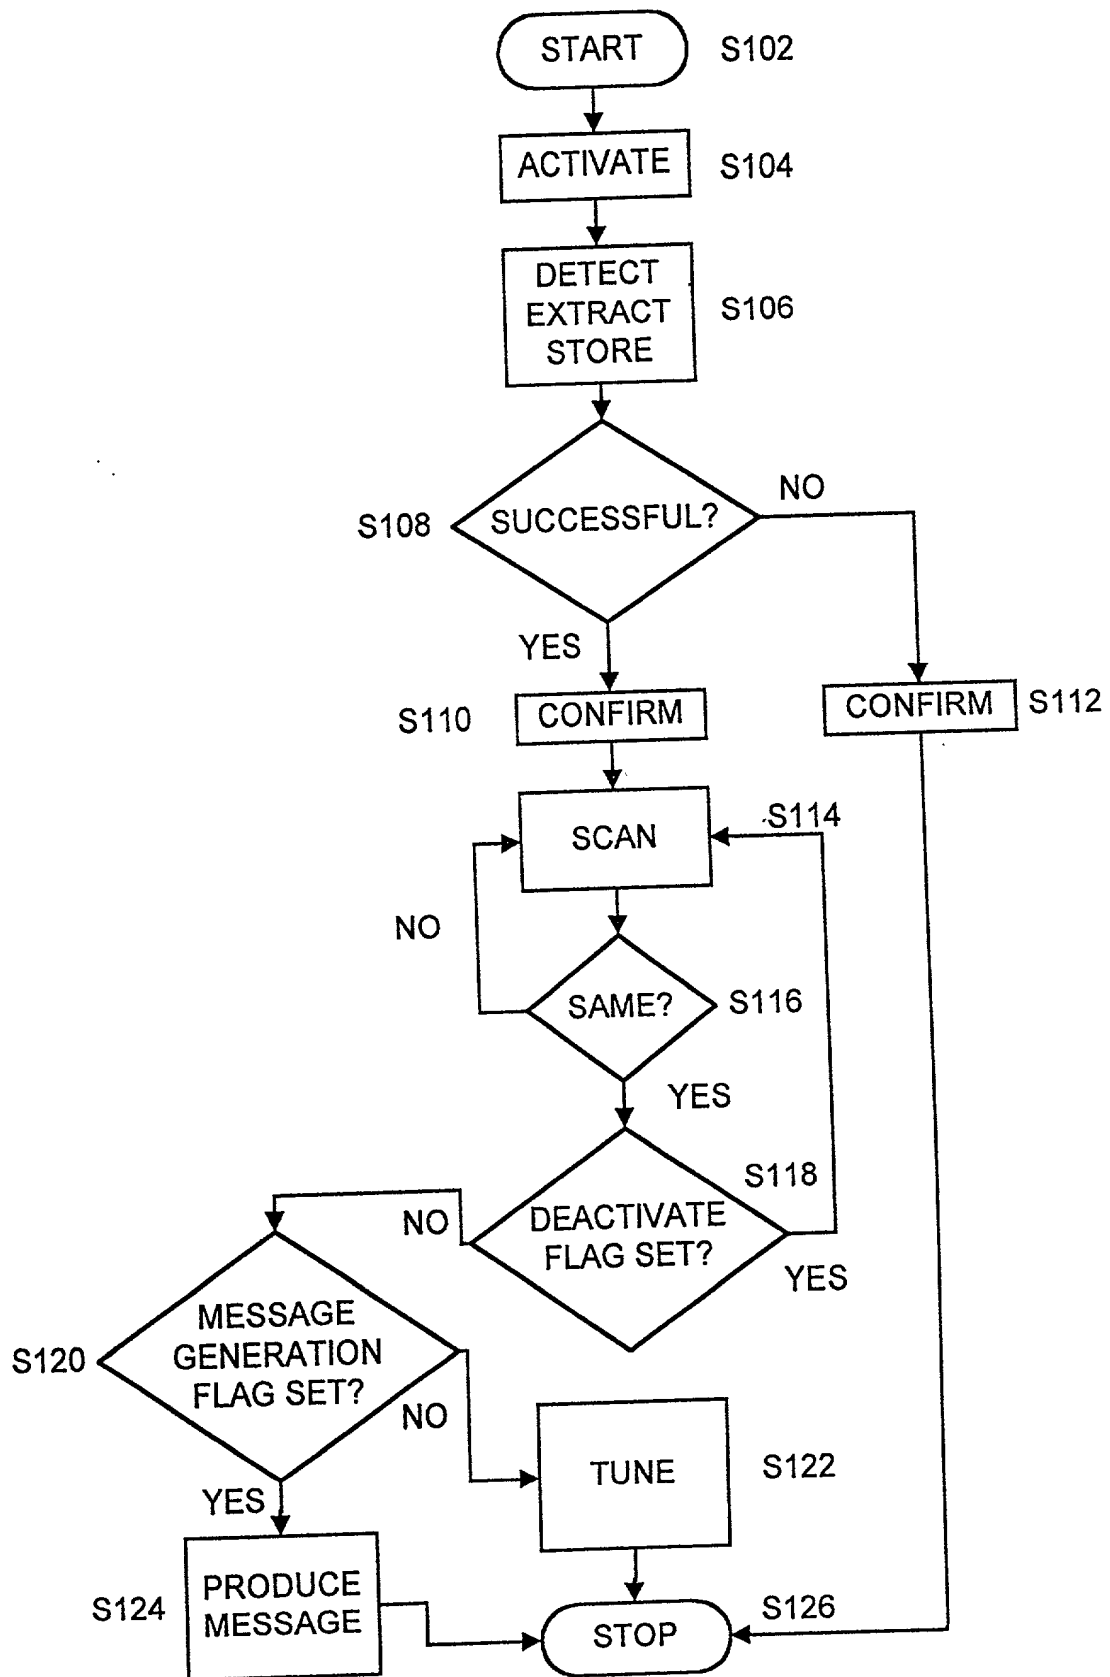 START
S102
ACTIVATE
S104
DETECT
EXTRACT
STORE
S106
NO
S108
SUCCESSFUL?
YES
S110
CONFIRM
CONFIRM
S112
S114
SCAN
NO
SAME?
S116
YES
S118
NO
DEACTIVATE
FLAG SET?
YES
MESSAGE
GENERATION
FLAG SET?
S120
NO
TUNE
S122
YES
S124
PRODUCE
MESSAGE
S126
STOP